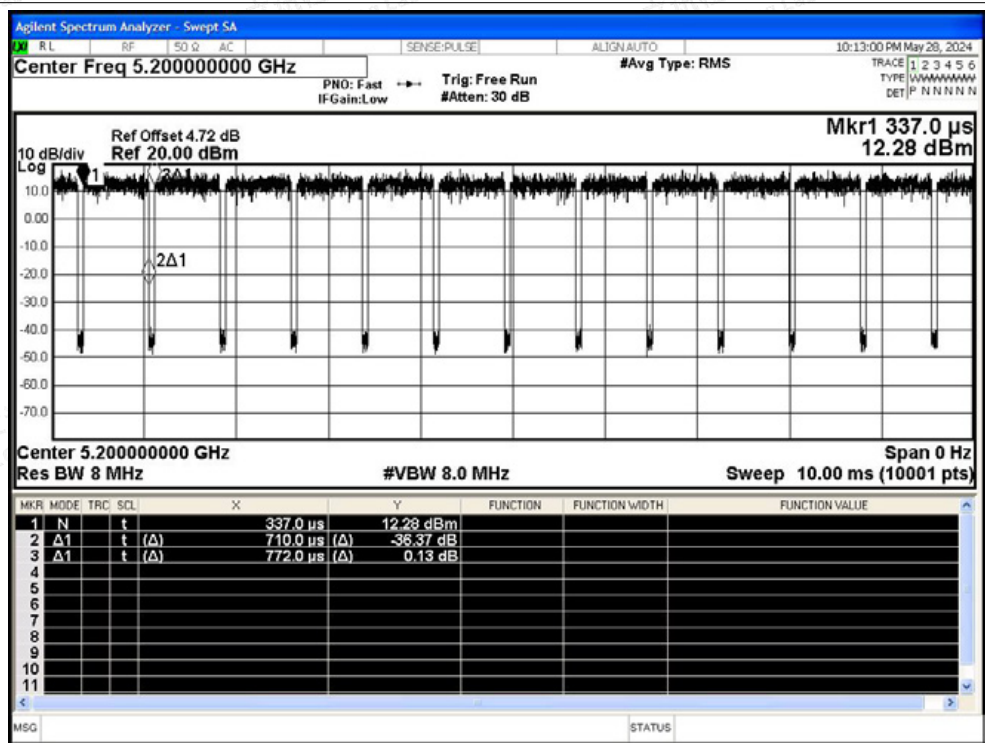 Agilent Spectrum Analyzer - Swept SA
RL RF 50 Ω AC SENSE:PULSE ALIGN AUTO 10:13:00 PM May 28, 2024
Center Freq 5.200000000 GHz #Avg Type: RMS TRACE 1 2 3 4 5 6
PNO: Fast Trig: Free Run TYPE WWWWWW
IFGain:Low #Atten: 30 dB DET P N N N N N
Mkr1 337.0 µs
Ref Offset 4.72 dB
10 dB/div Ref 20.00 dBm 12.28 dBm
Log
1 3Δ1
10.0
0.00
-10.0
2Δ1
-20.0
-30.0
-40.0
-50.0
-60.0
-70.0
Center 5.200000000 GHz Span 0 Hz
Res BW 8 MHz #VBW 8.0 MHz Sweep 10.00 ms (10001 pts)
MKR MODE TRC SCL X Y FUNCTION FUNCTION WIDTH FUNCTION VALUE
1 N t 337.0 µs 12.28 dBm
2 Δ1 t (Δ) 710.0 µs (Δ) -36.37 dB
3 Δ1 t (Δ) 772.0 µs (Δ) 0.13 dB
4
5
6
7
8
9
10
11
MSG STATUS